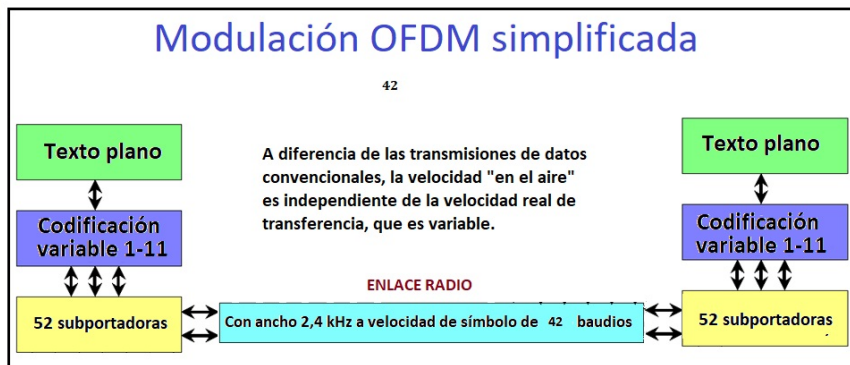 Modulación OFDM simplificada
42
Texto plano
Codificación
variable 1-11
52 subportadoras
A diferencia de las transmisiones de datos
convencionales, la velocidad "en el aire"
es independiente de la velocidad real de
transferencia, que es variable.
ENLACE RADIO
Con ancho 2,4 kHz a velocidad de símbolo de 42 baudios
Texto plano
Codificación
variable 1-11
52 subportadoras